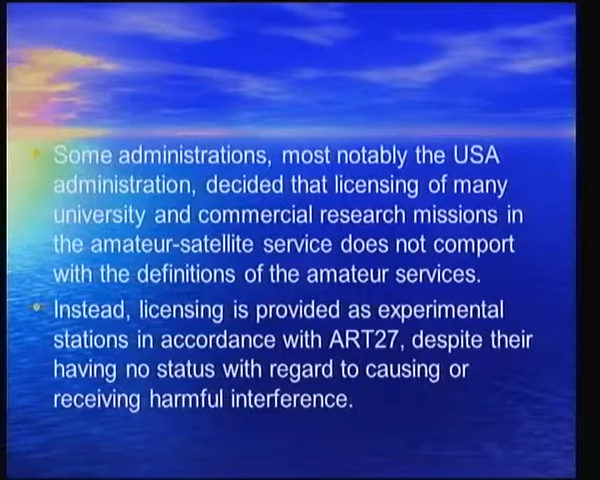 Some administrations, most notably the USA
administration, decided that licensing of many
university and commercial research missions in
the amateur-satellite service does not comport
with the definitions of the amateur services.
Instead, licensing is provided as experimental
stations in accordance with ART27, despite their
having no status with regard to causing or
receiving harmful interference.